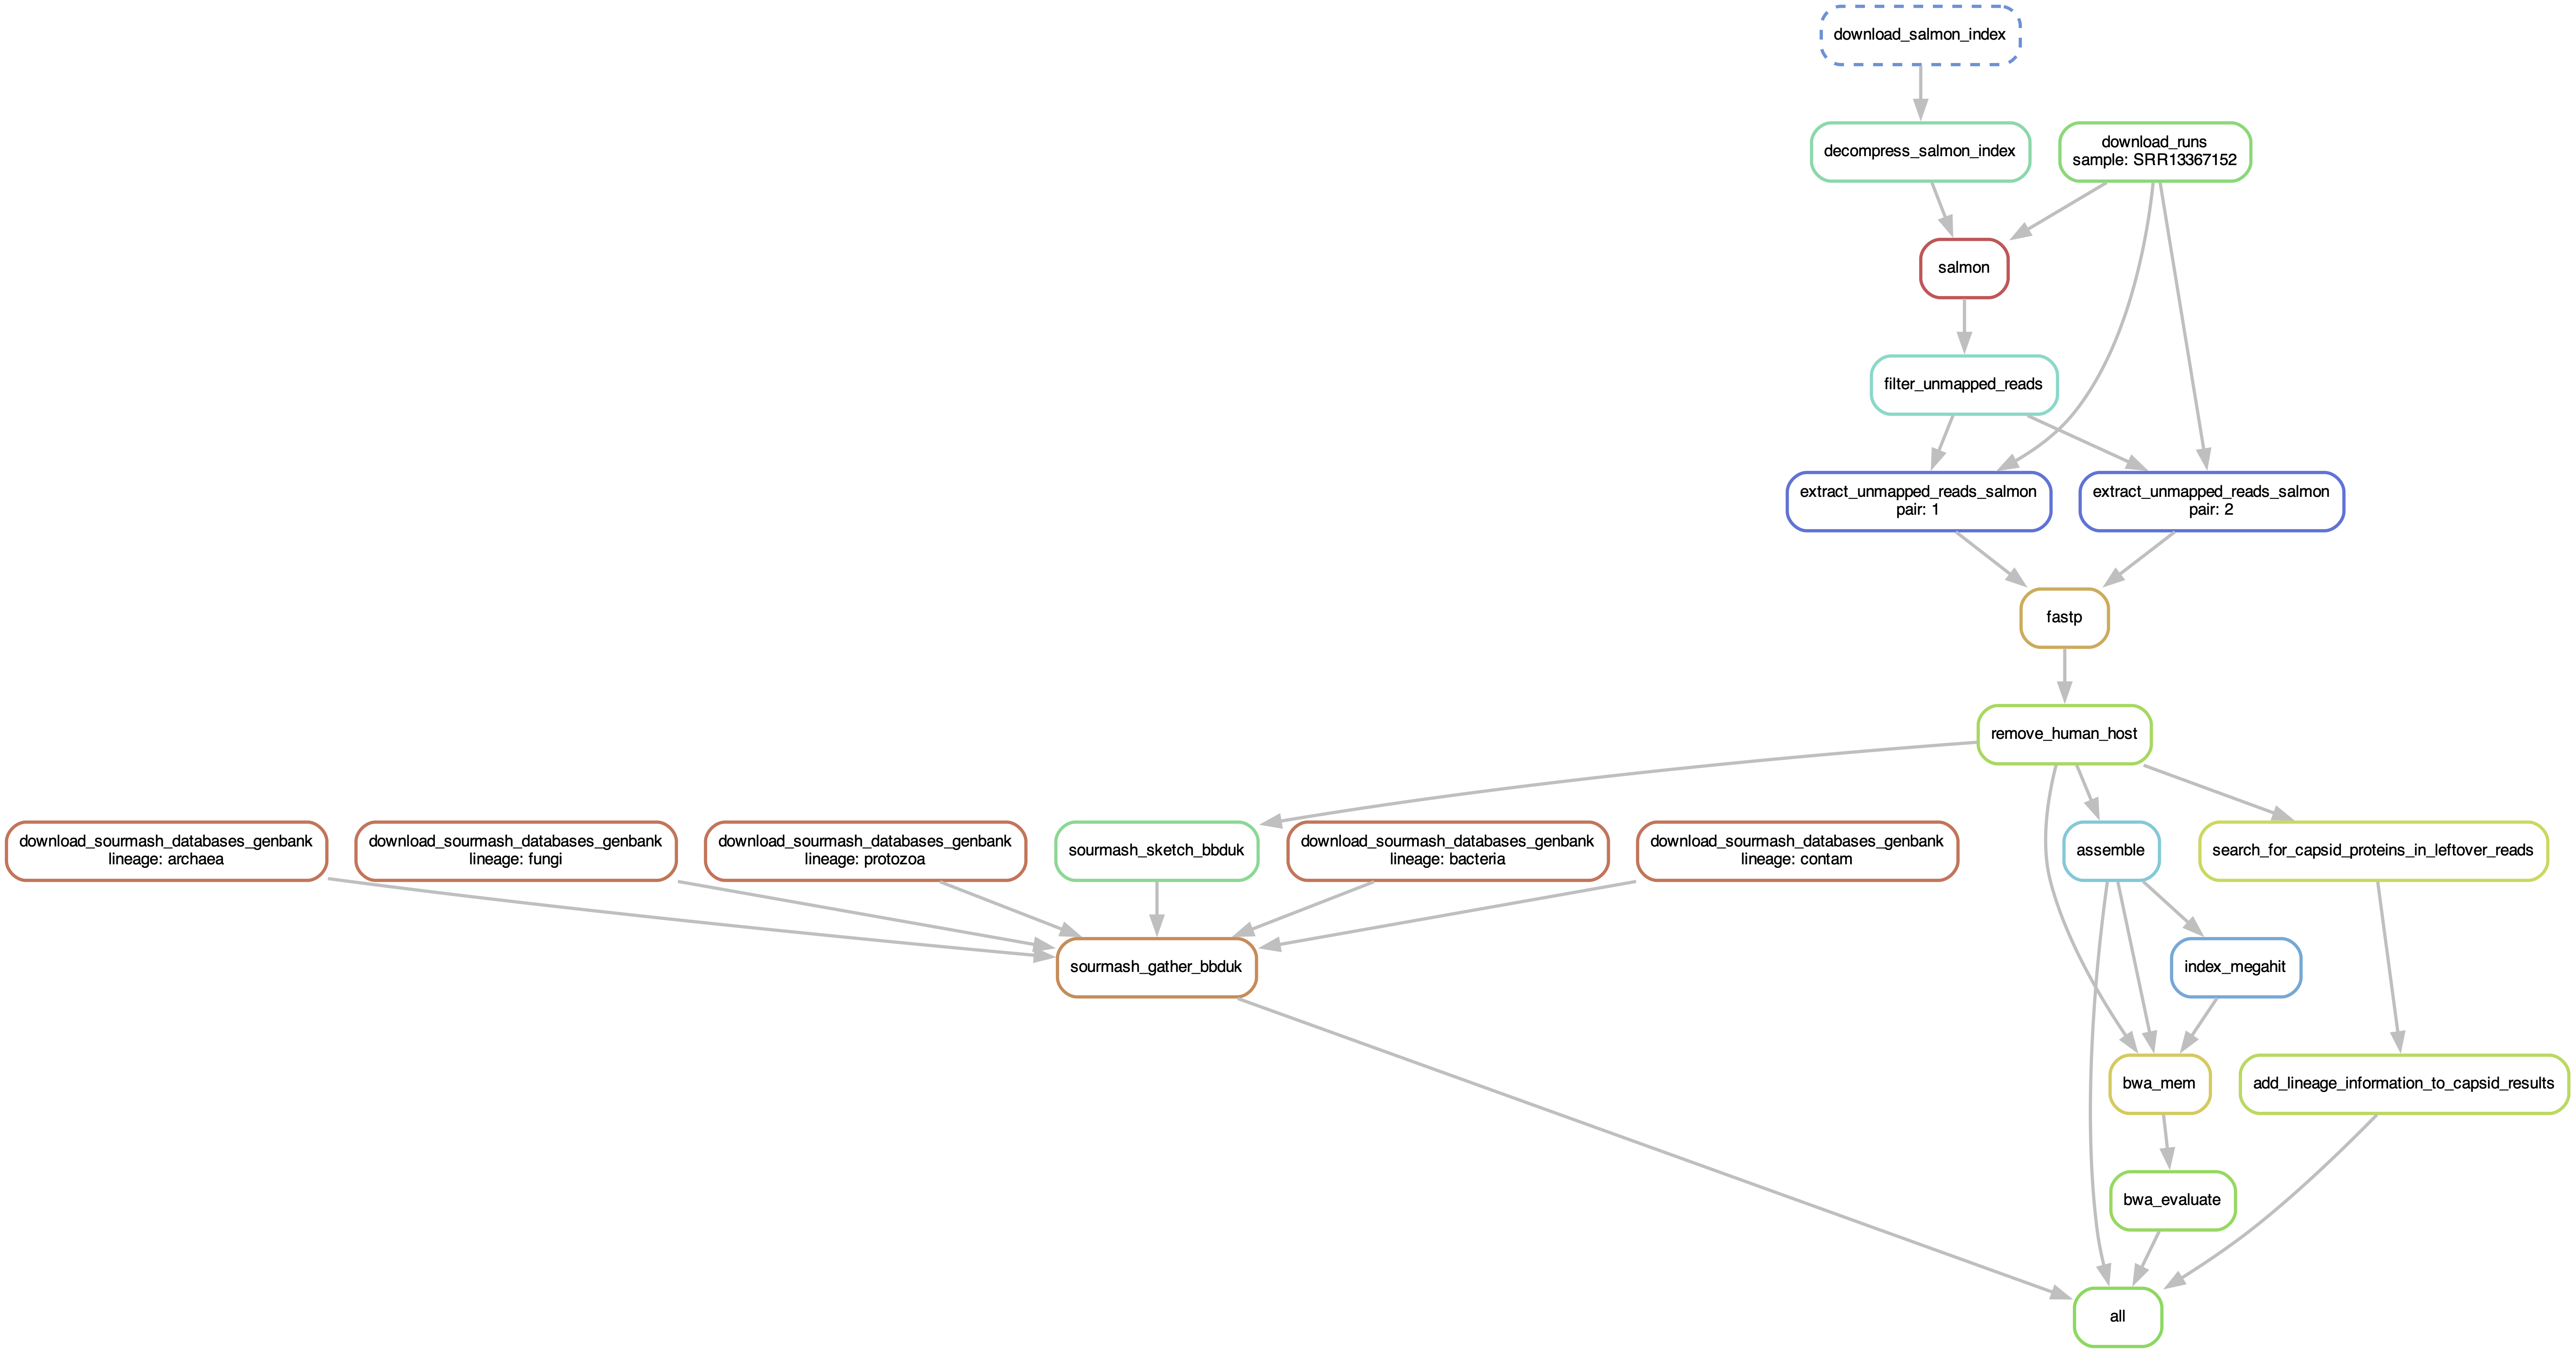 download_salmon_index
decompress_salmon_index
download_runs
sample: SRR13367152
salmon
filter_unmapped_reads
extract_unmapped_reads_salmon
pair: 1
extract_unmapped_reads_salmon
pair: 2
fastp
remove_human_host
download_sourmash_databases_genbank
lineage: archaea
download_sourmash_databases_genbank
lineage: fungi
download_sourmash_databases_genbank
lineage: protozoa
sourmash_sketch_bbduk
download_sourmash_databases_genbank
lineage: bacteria
download_sourmash_databases_genbank
lineage: contam
assemble
search_for_capsid_proteins_in_leftover_reads
sourmash_gather_bbduk
index_megahit
bwa_mem
add_lineage_information_to_capsid_results
bwa_evaluate
all